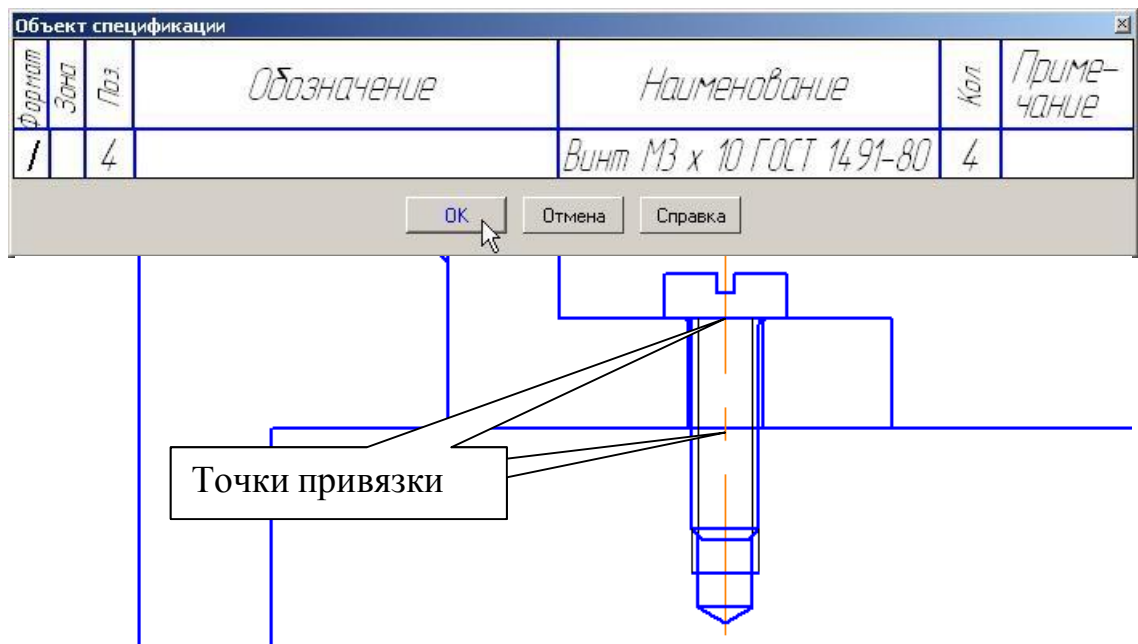 Объект спецификации
Формат Зона Поз. Обозначение Наименование Кол. Приме-
чание
/ 4 Винт М3 х 10 ГОСТ 1491-80 4
OK Отмена Справка
Точки привязки